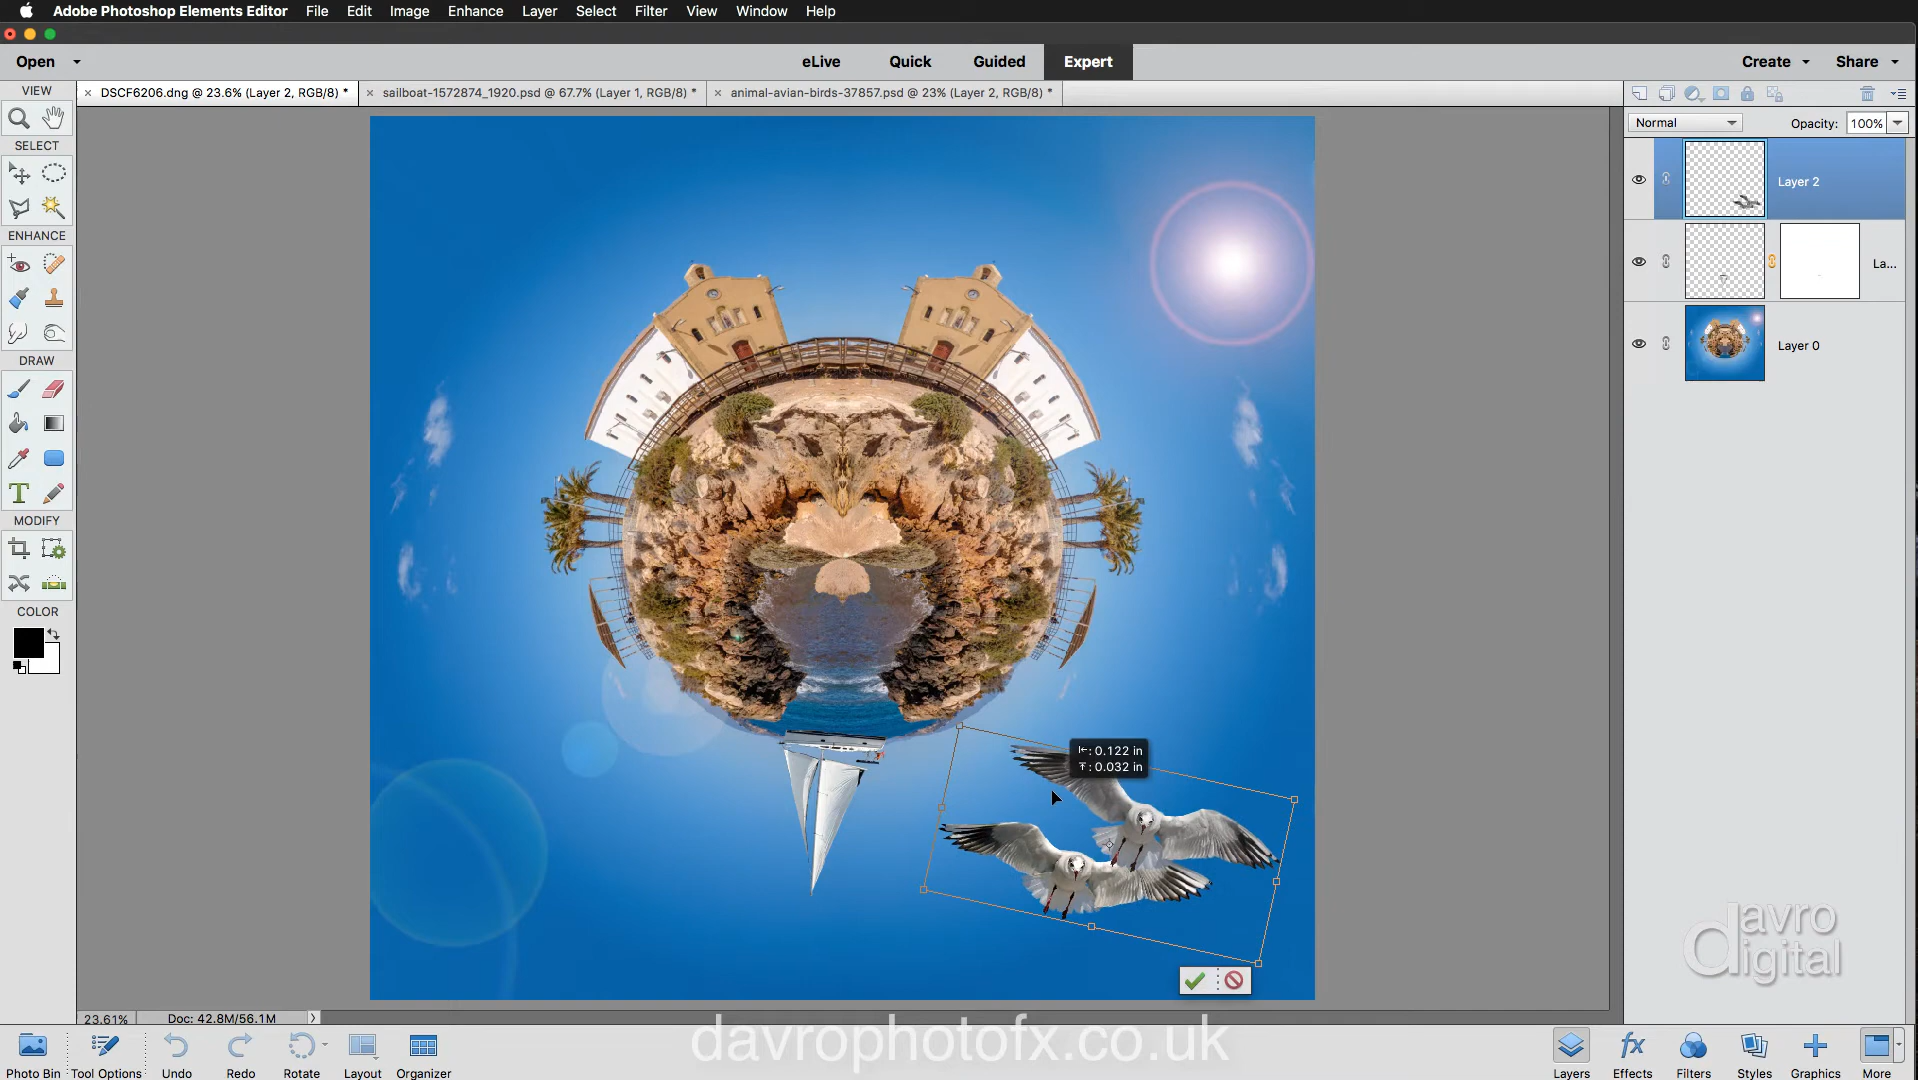 Adobe Photoshop Elements Editor File Edit Image Enhance Layer Select Filter View Window Help
Open eLive Quick Guided Expert Create Share
VIEW
DSCF6206.dng @ 23.6% (Layer 2, RGB/8) *
sailboat-1572874_1920.psd @ 67.7% (Layer 1, RGB/8) *
animal-avian-birds-37857.psd @ 23% (Layer 2, RGB/8) *
Normal Opacity: 100%
SELECT
Layer 2
ENHANCE
La...
Layer 0
DRAW
T
MODIFY
COLOR
: 0.122 in
: 0.032 in
davro
digital
23.61% Doc: 42.8M/56.1M
davrophotofx.co.uk
Photo Bin Tool Options Undo Redo Rotate Layout Organizer
fx
Layers Effects Filters Styles Graphics More